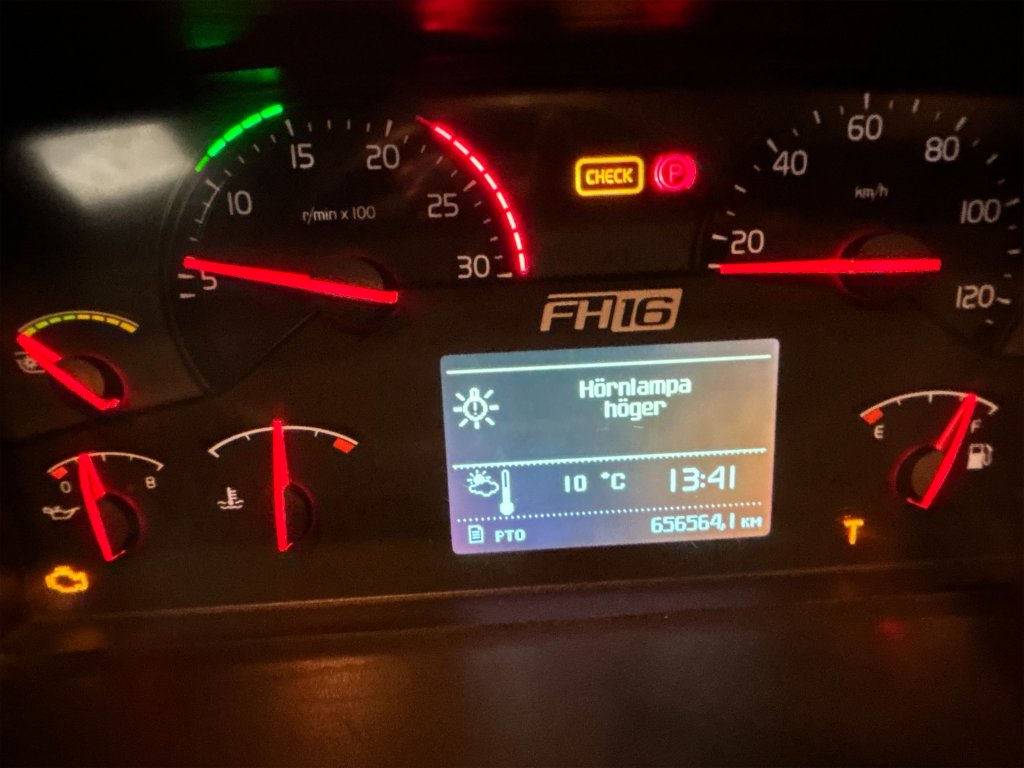 5
10
15
20
25
30
r/min x 100
CHECK
P
20
40
60
80
100
120
km/h
FH16
Hörnlampa
höger
10 °C 13:41
PTO 656564,1 KM
0 8
E F
T